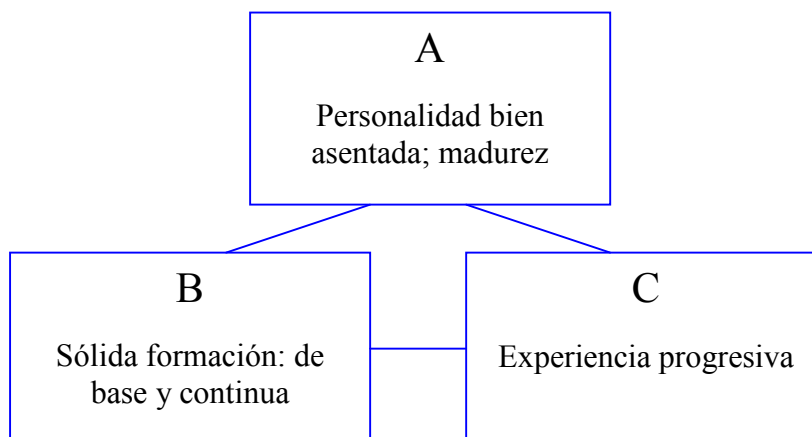 A
Personalidad bien
asentada; madurez
B
Sólida formación: de
base y continua
C
Experiencia progresiva